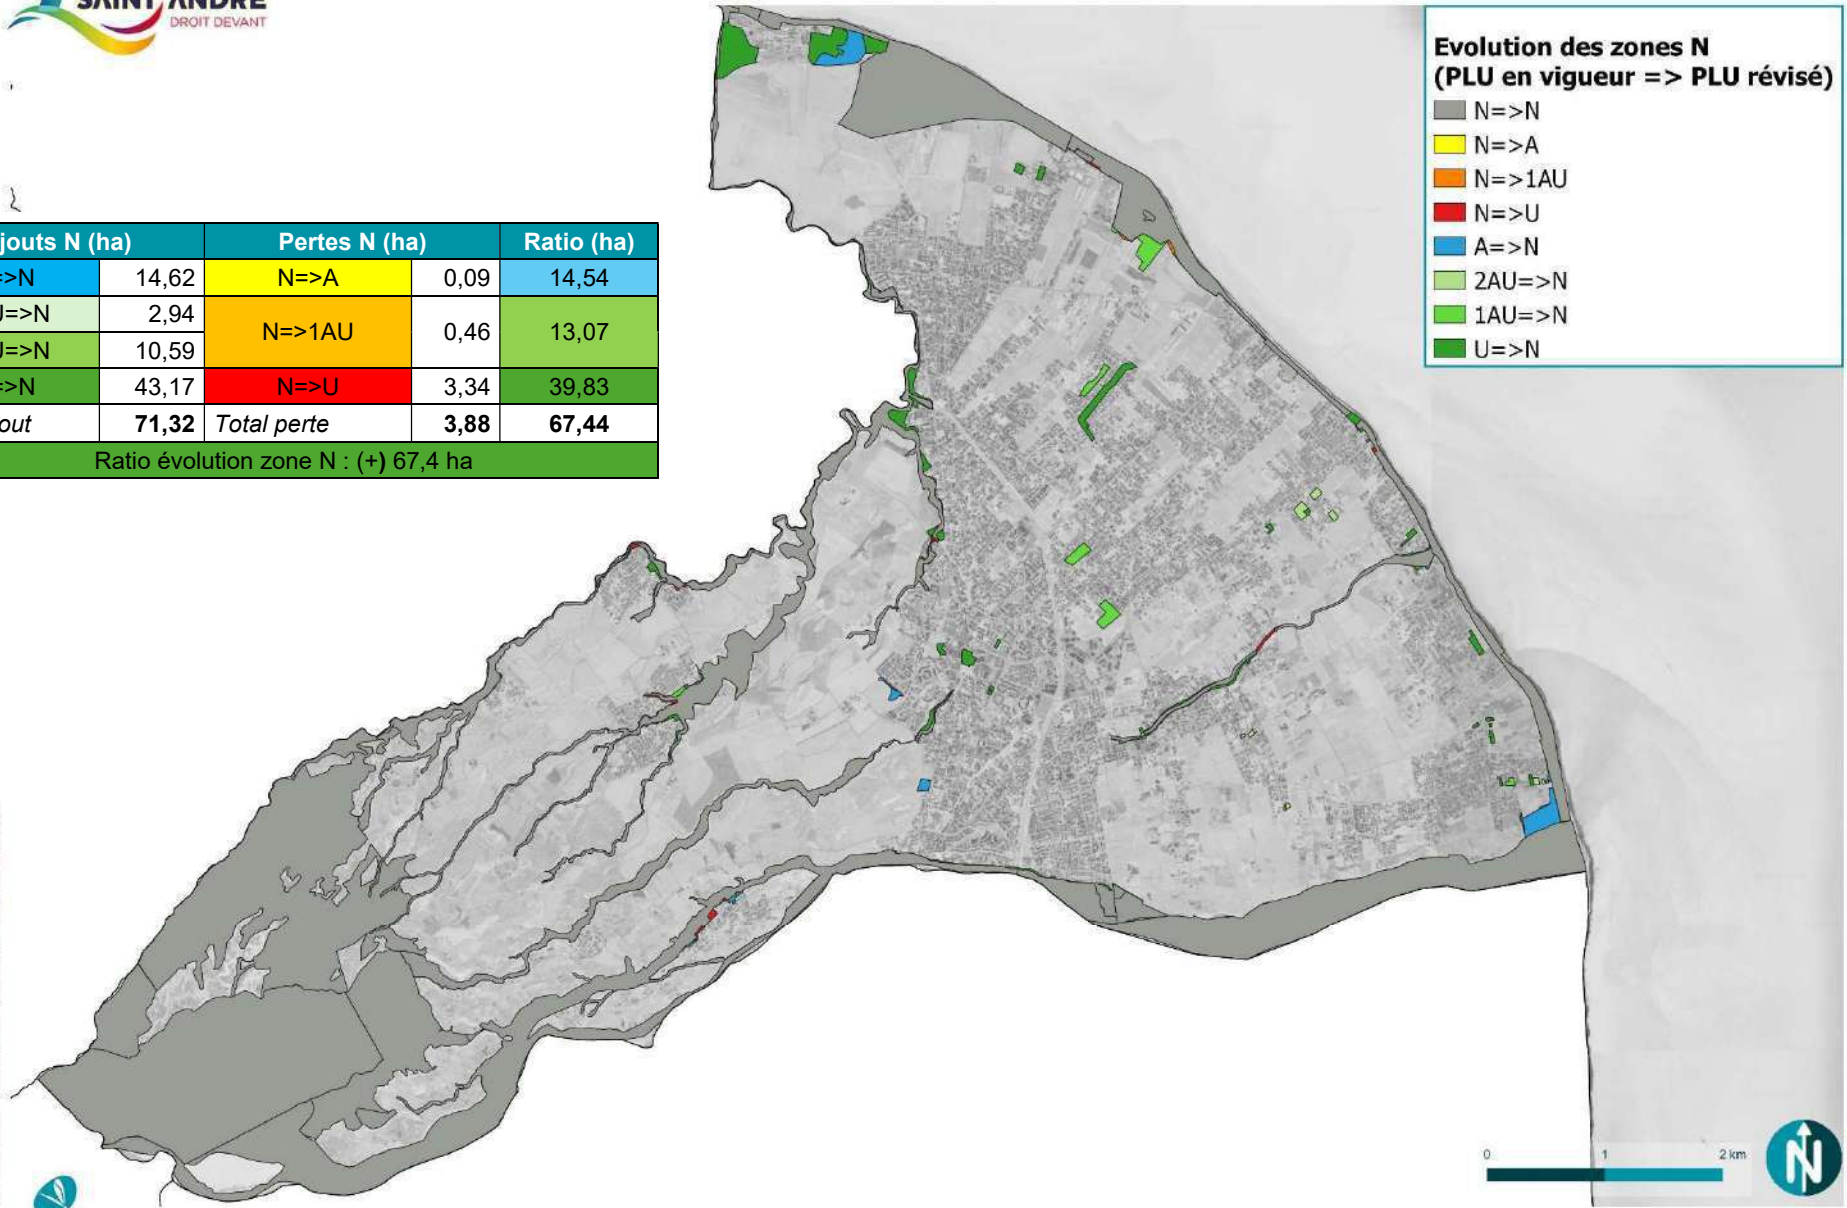 SAINT ANDRÉ
DROIT DEVANT
Evolution des zones N
(PLU en vigueur => PLU révisé)
N=>N
N=>A
N=>1AU
N=>U
A=>N
2AU=>N
1AU=>N
U=>N
jouts N (ha) Pertes N (ha) Ratio (ha)
=>N 14,62 N=>A 0,09 14,54
U=>N 2,94 N=>1AU 0,46 13,07
U=>N 10,59
=>N 43,17 N=>U 3,34 39,83
out 71,32 Total perte 3,88 67,44
Ratio évolution zone N : (+) 67,4 ha
0 1 2 km
N